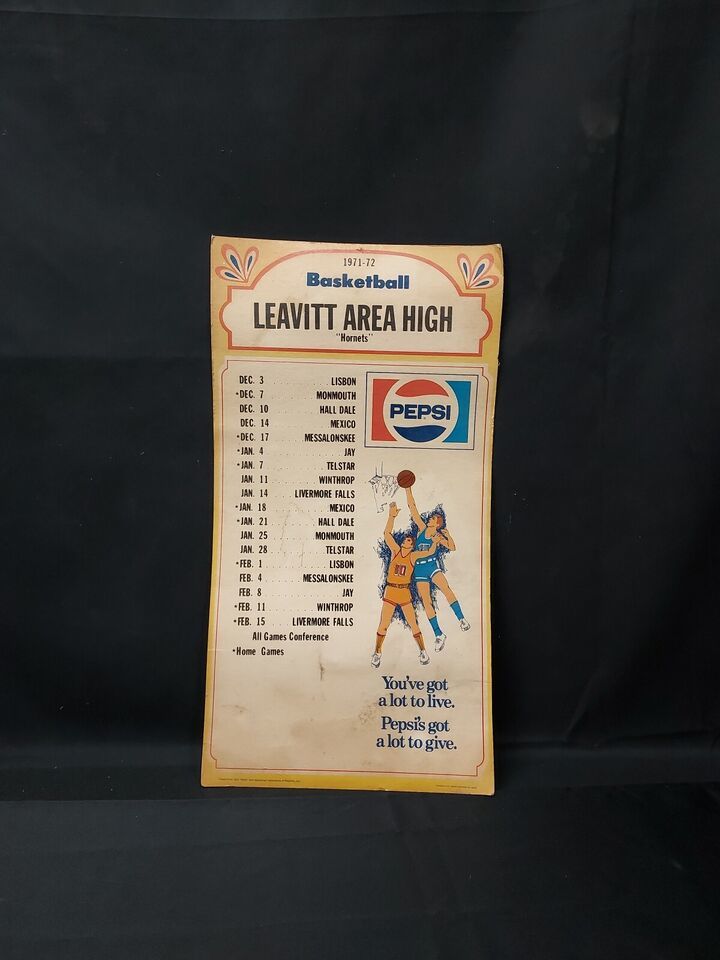 1971-72
Basketball
LEAVITT AREA HIGH
"Hornets"
DEC. 3 . . . . . . . . . . LISBON
*DEC. 7 . . . . . . . . . . MONMOUTH
DEC. 10 . . . . . . . . . . HALL DALE
DEC. 14 . . . . . . . . . . MEXICO
*DEC. 17 . . . . . . . MESSALONSKEE
*JAN. 4 . . . . . . . . . . JAY
*JAN. 7 . . . . . . . . . . TELSTAR
JAN. 11 . . . . . . . . . . WINTHROP
JAN. 14 . . . . . LIVERMORE FALLS
*JAN. 18 . . . . . . . . . . MEXICO
*JAN. 21 . . . . . . . . . . HALL DALE
JAN. 25 . . . . . . . . . . MONMOUTH
JAN. 28 . . . . . . . . . . TELSTAR
*FEB. 1 . . . . . . . . . . LISBON
FEB. 4 . . . . . . . MESSALONSKEE
FEB. 8 . . . . . . . . . . JAY
*FEB. 11 . . . . . . . . . . WINTHROP
*FEB. 15 . . . . . LIVERMORE FALLS
All Games Conference
*Home Games
PEPSI
You've got
a lot to live.
Pepsi's got
a lot to give.